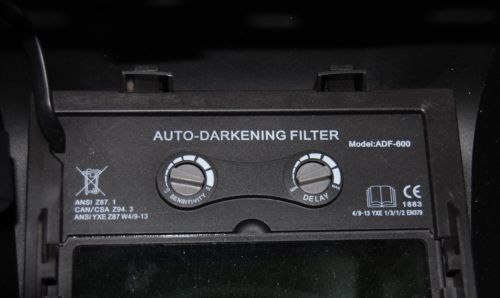 AUTO-DARKENING FILTER
Model:ADF-600
SENSITIVITY
DELAY
ANSI Z87. 1
CAN/CSA Z94. 3
ANSI YXE Z87 W4/9-13
CE
1883
4/9-13 YXE 1/3/1/2 EN379